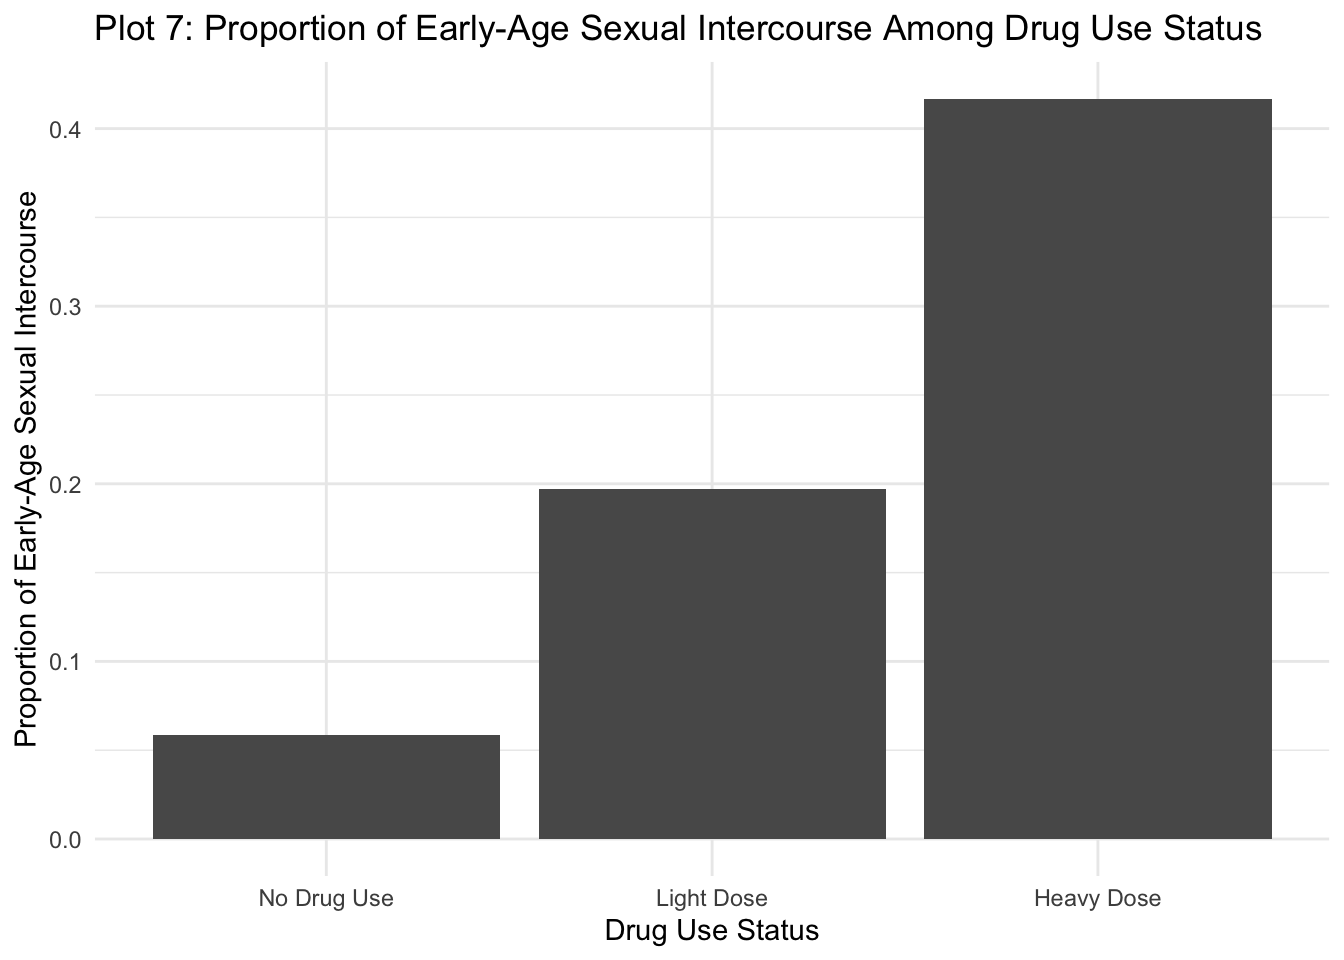 Plot 7: Proportion of Early-Age Sexual Intercourse Among Drug Use Status
Proportion of Early-Age Sexual Intercourse
0.4
0.3
0.2
0.1
0.0
No Drug Use
Light Dose
Heavy Dose
Drug Use Status